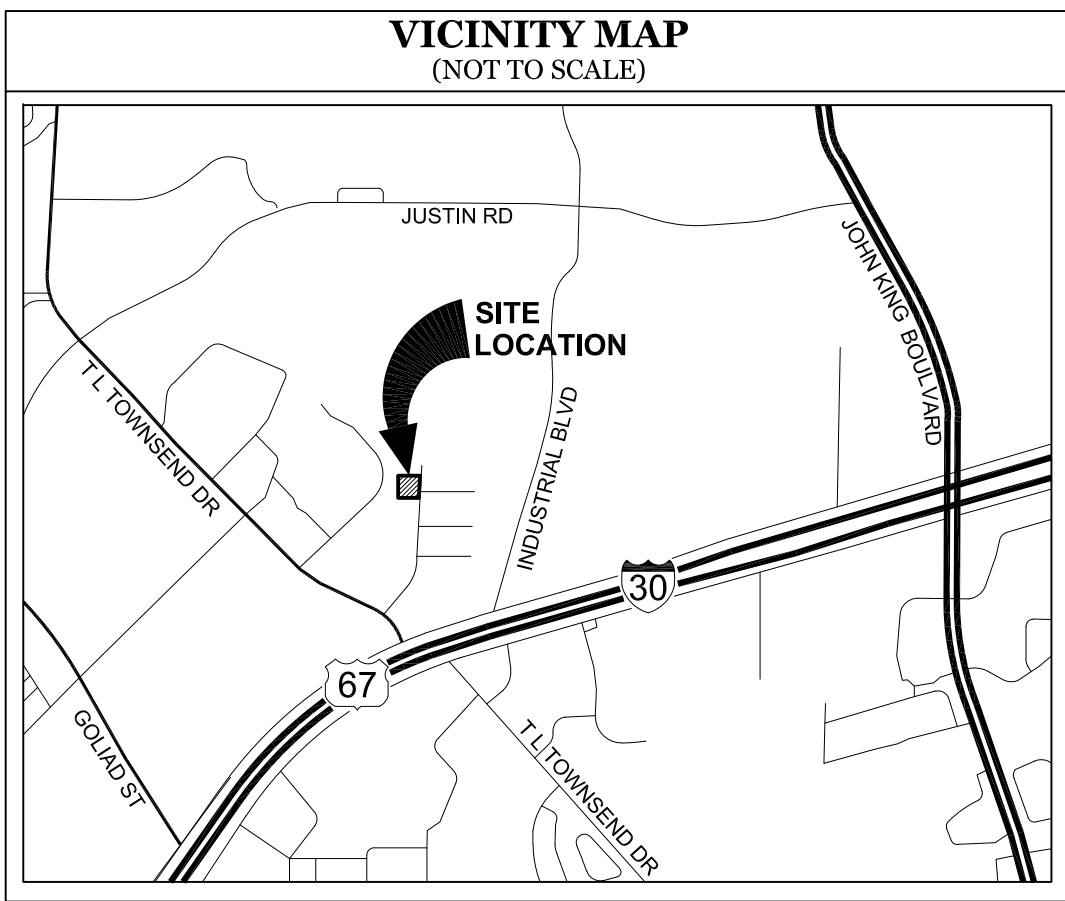 VICINITY MAP
(NOT TO SCALE)
JUSTIN RD
JOHN KING BOULVARD
SITE
LOCATION
T L TOWNSEND DR
INDUSTRIAL BLVD
30
67
GOLIAD ST
T L TOWNSEND DR